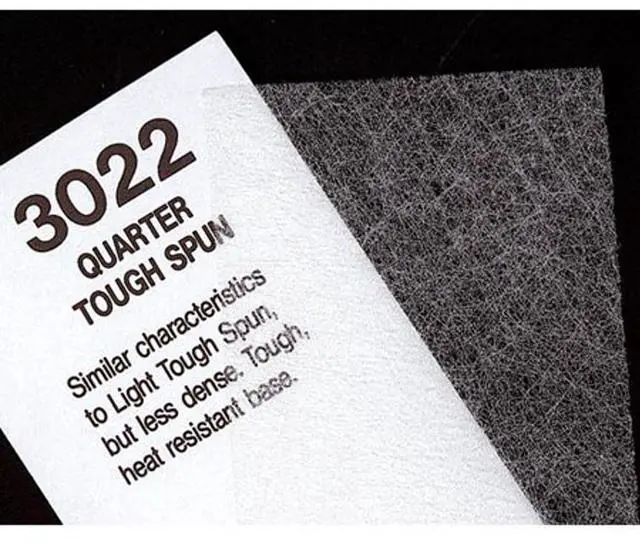 3022
QUARTER
TOUGH SPUN
Similar characteristics
to Light Tough Spun,
but less dense. Tough,
heat resistant base.